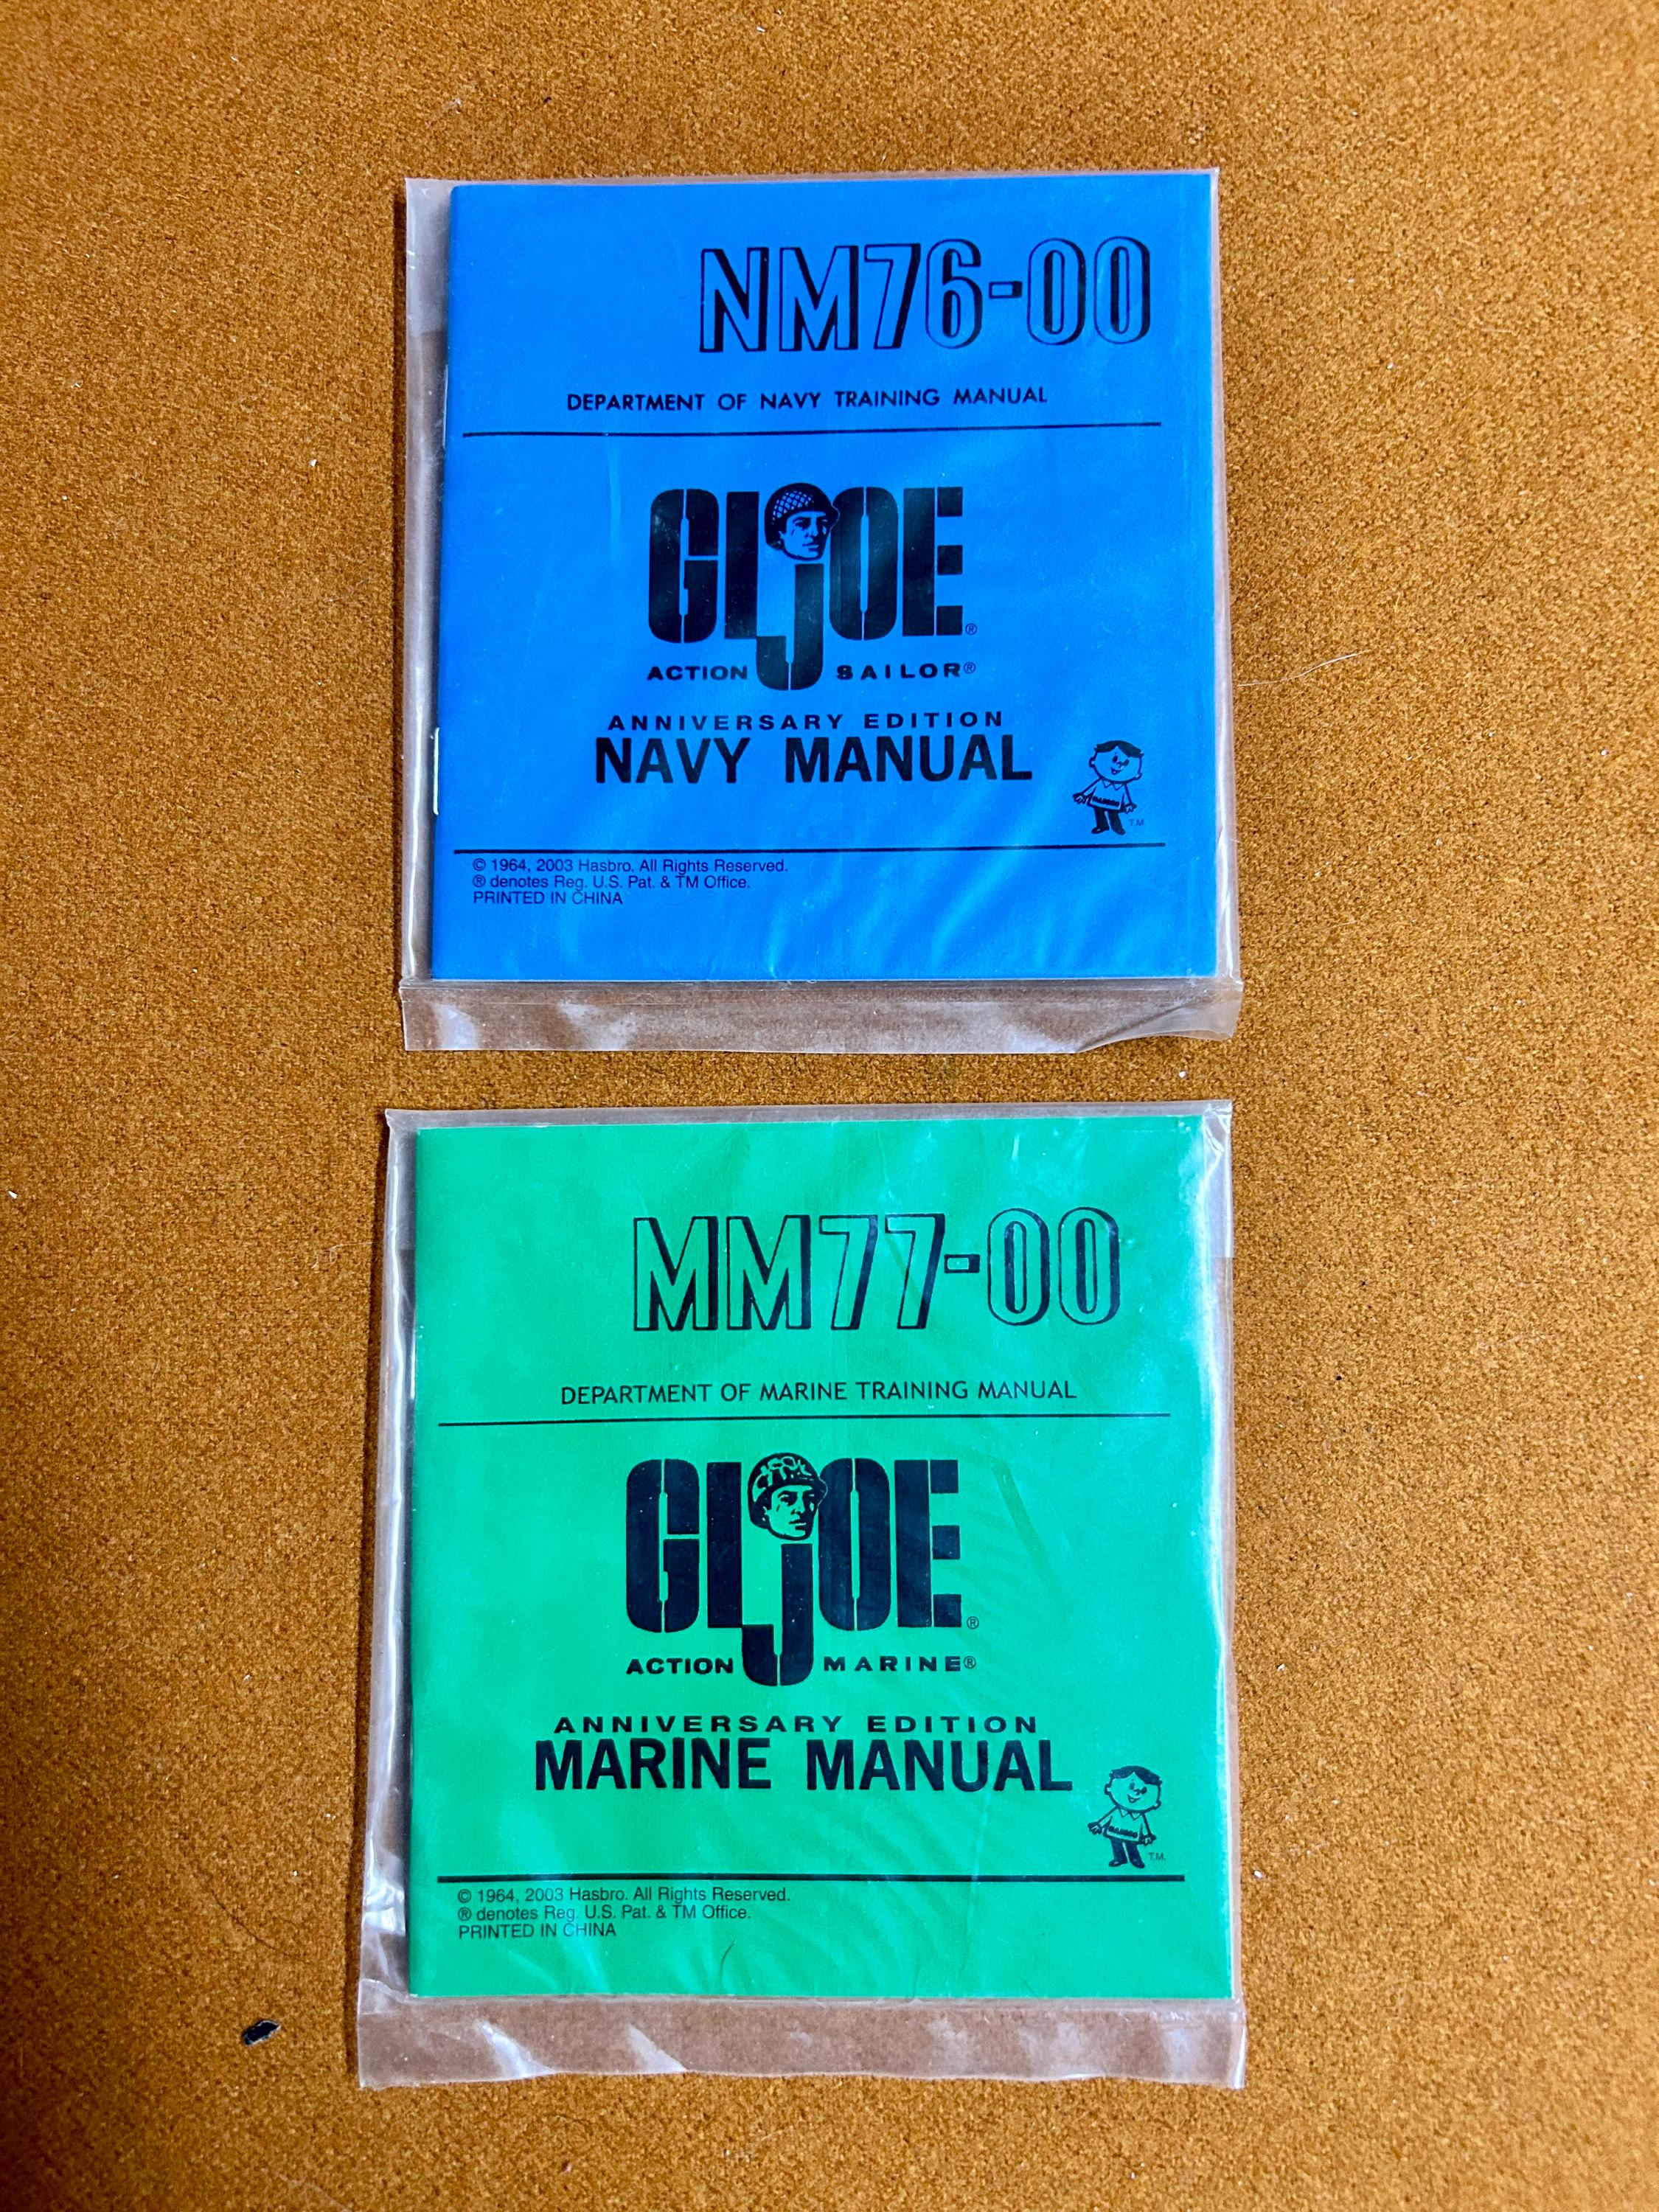 NM76-00
DEPARTMENT OF NAVY TRAINING MANUAL
GI JOE®
ACTION SAILOR®
ANNIVERSARY EDITION
NAVY MANUAL
TM
© 1964, 2003 Hasbro. All Rights Reserved.
® denotes Reg. U.S. Pat. & TM Office.
PRINTED IN CHINA
MM77-00
DEPARTMENT OF MARINE TRAINING MANUAL
GI JOE®
ACTION MARINE®
ANNIVERSARY EDITION
MARINE MANUAL
T.M.
© 1964, 2003 Hasbro. All Rights Reserved.
® denotes Reg. U.S. Pat. & TM Office.
PRINTED IN CHINA